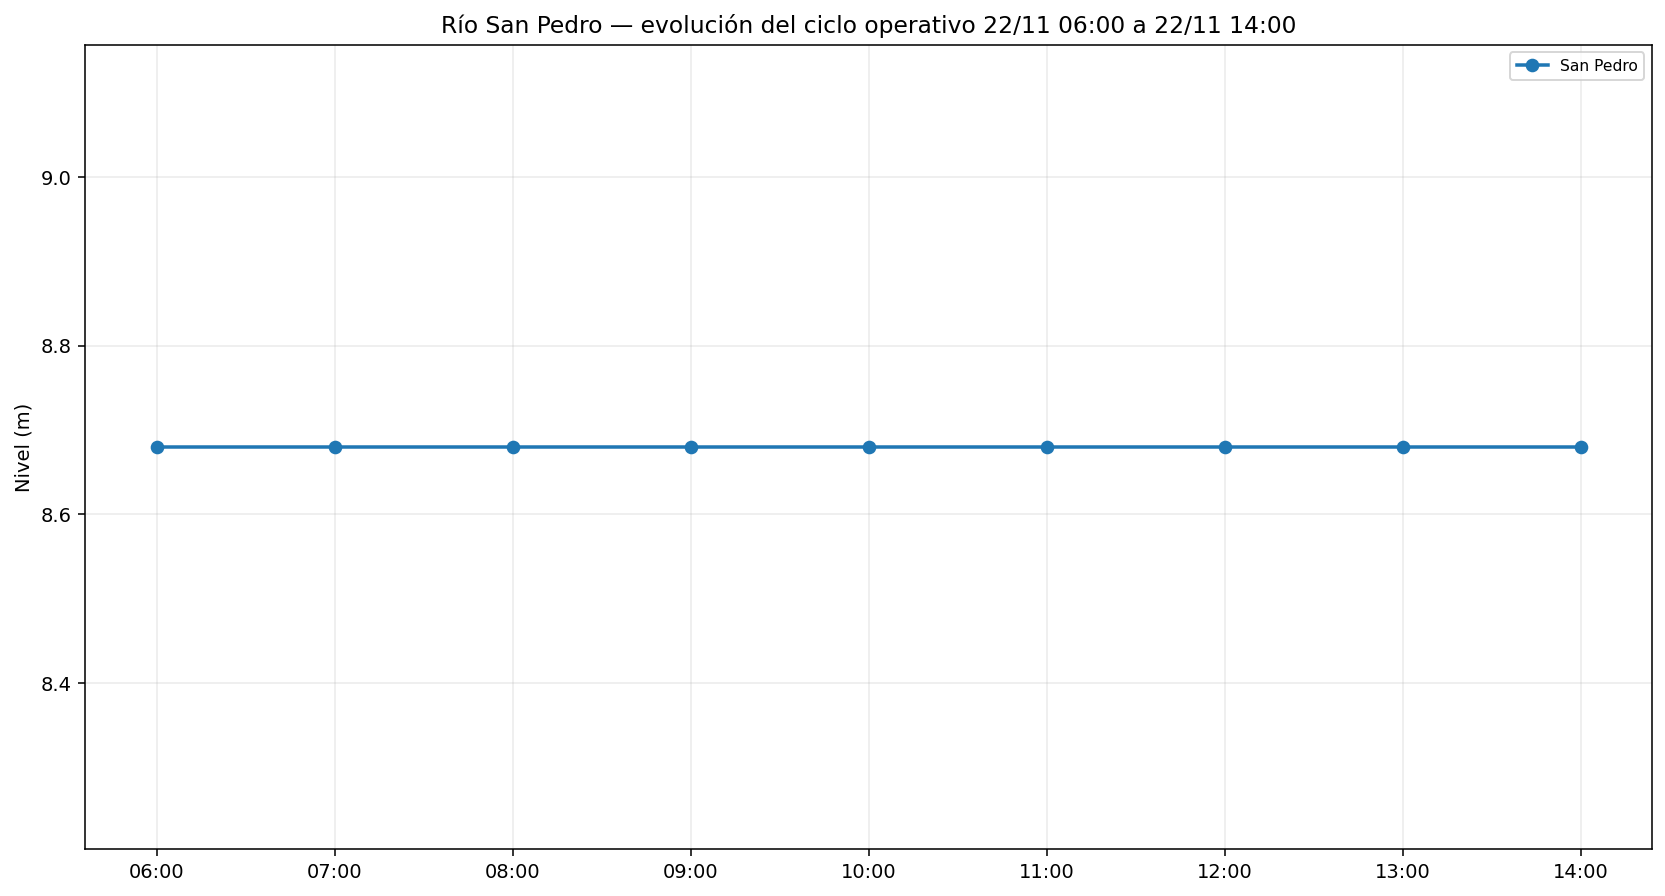 Río San Pedro — evolución del ciclo operativo 22/11 06:00 a 22/11 14:00
San Pedro
Nivel (m)
9.0
8.8
8.6
8.4
06:00 07:00 08:00 09:00 10:00 11:00 12:00 13:00 14:00